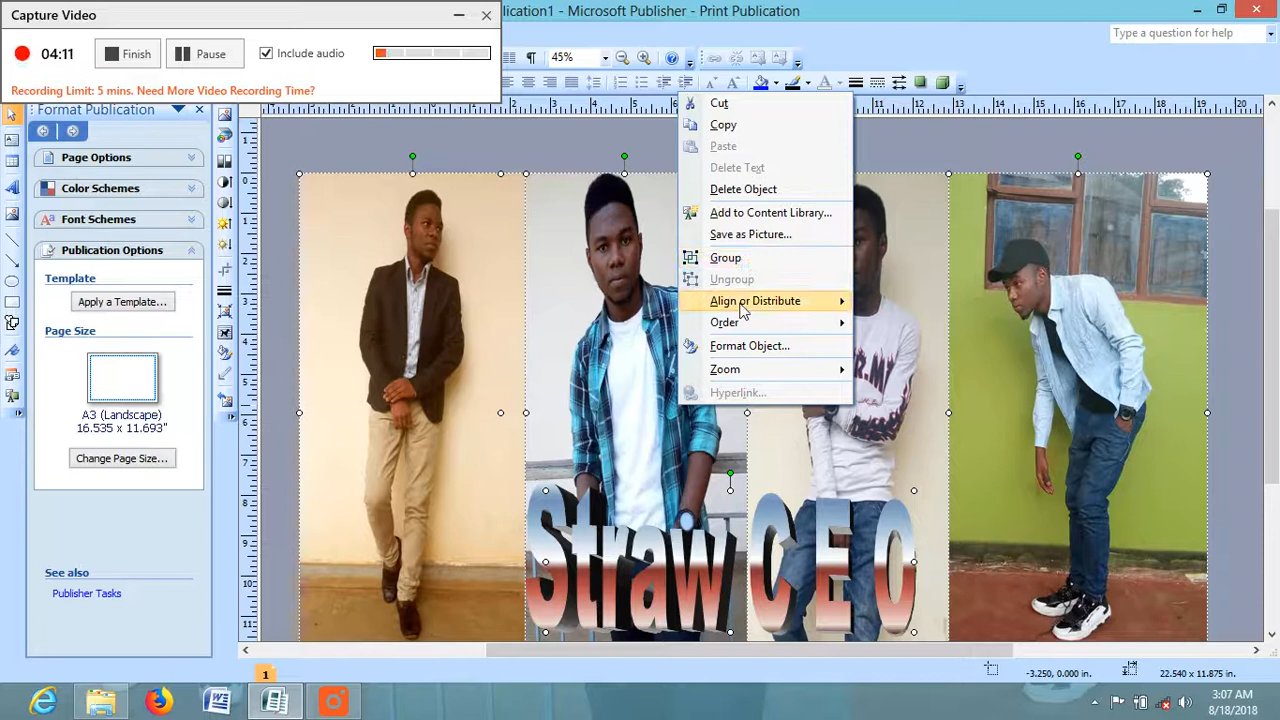 Capture Video
ication1 - Microsoft Publisher - Print Publication
04:11
Finish
Pause
Include audio
Recording Limit: 5 mins. Need More Video Recording Time?
Type a question for help
45%
Format Publication
Page Options
Color Schemes
Font Schemes
Publication Options
Template
Apply a Template...
Page Size
A3 (Landscape)
16.535 x 11.693"
Change Page Size...
See also
Publisher Tasks
Cut
Copy
Paste
Delete Text
Delete Object
Add to Content Library...
Save as Picture...
Group
Ungroup
Align or Distribute
Order
Format Object...
Zoom
Hyperlink...
R.MY
Straw CEO
1
-3.250, 0.000 in.
22.540 x 11.875 in.
3:07 AM
8/18/2018